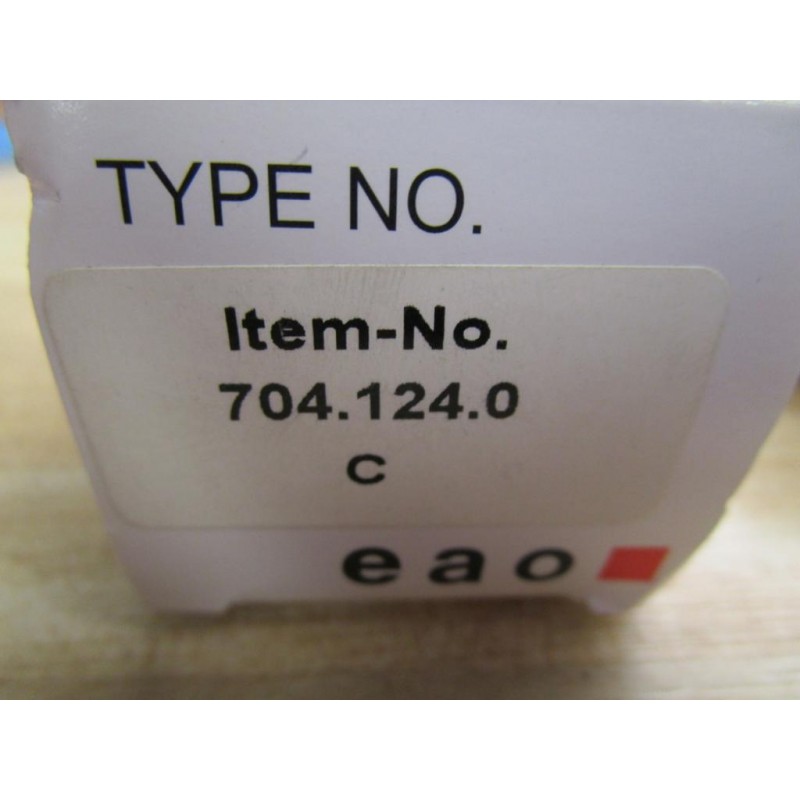 TYPE NO.
Item-No.
704.124.0
C
eao